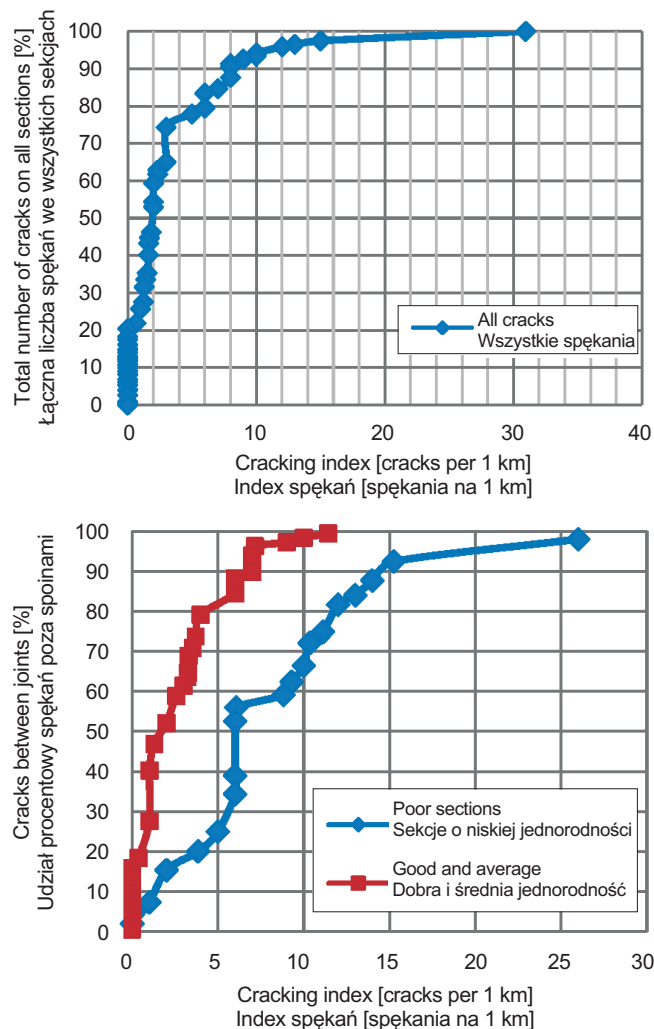 Total number of cracks on all sections [%]
Łączna liczba spękań we wszystkich sekcjach
100
90
80
70
60
50
40
30
20
10
0
All cracks
Wszystkie spękania
0 10 20 30 40
Cracking index [cracks per 1 km]
Index spękań [spękania na 1 km]
Cracks between joints [%]
Udział procentowy spękań poza spoinami
100
90
80
70
60
50
40
30
20
10
0
Poor sections
Sekcje o niskiej jednorodności
Good and average
Dobra i średnia jednorodność
0 5 10 15 20 25 30
Cracking index [cracks per 1 km]
Index spękań [spękania na 1 km]